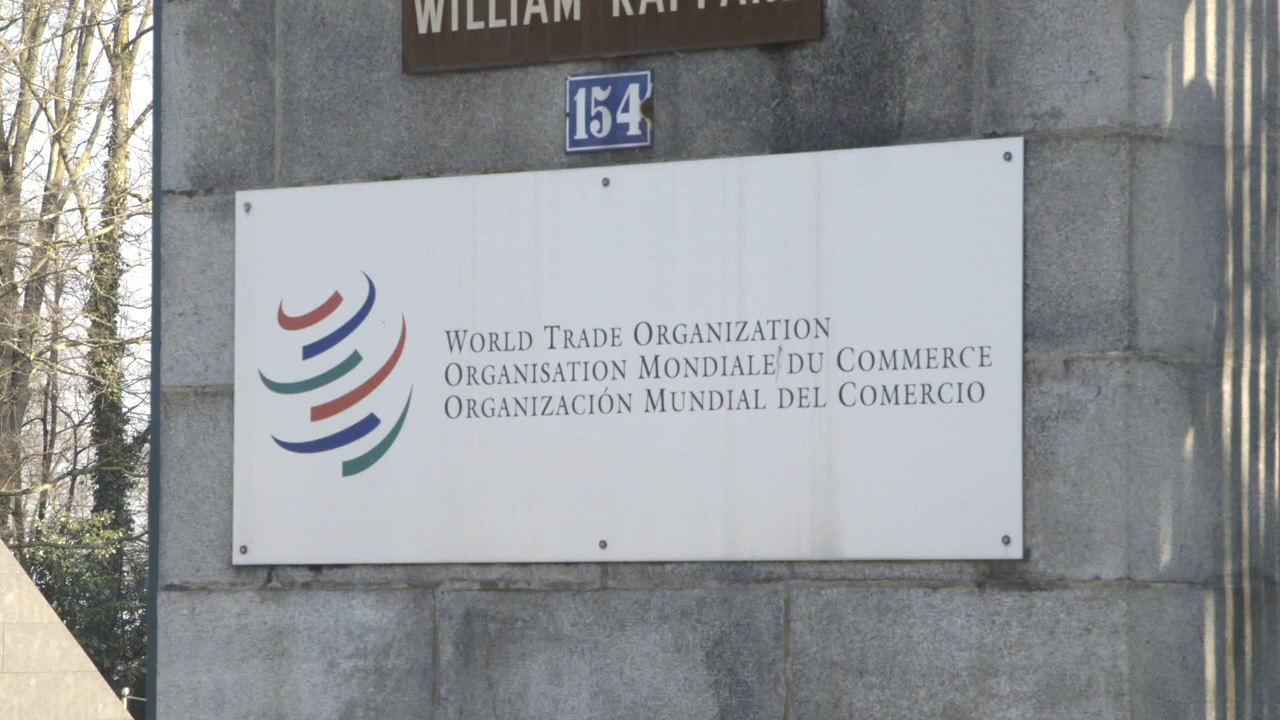 WILLIAM
154
WORLD TRADE ORGANIZATION
ORGANISATION MONDIALE DU COMMERCE
ORGANIZACIÓN MUNDIAL DEL COMERCIO